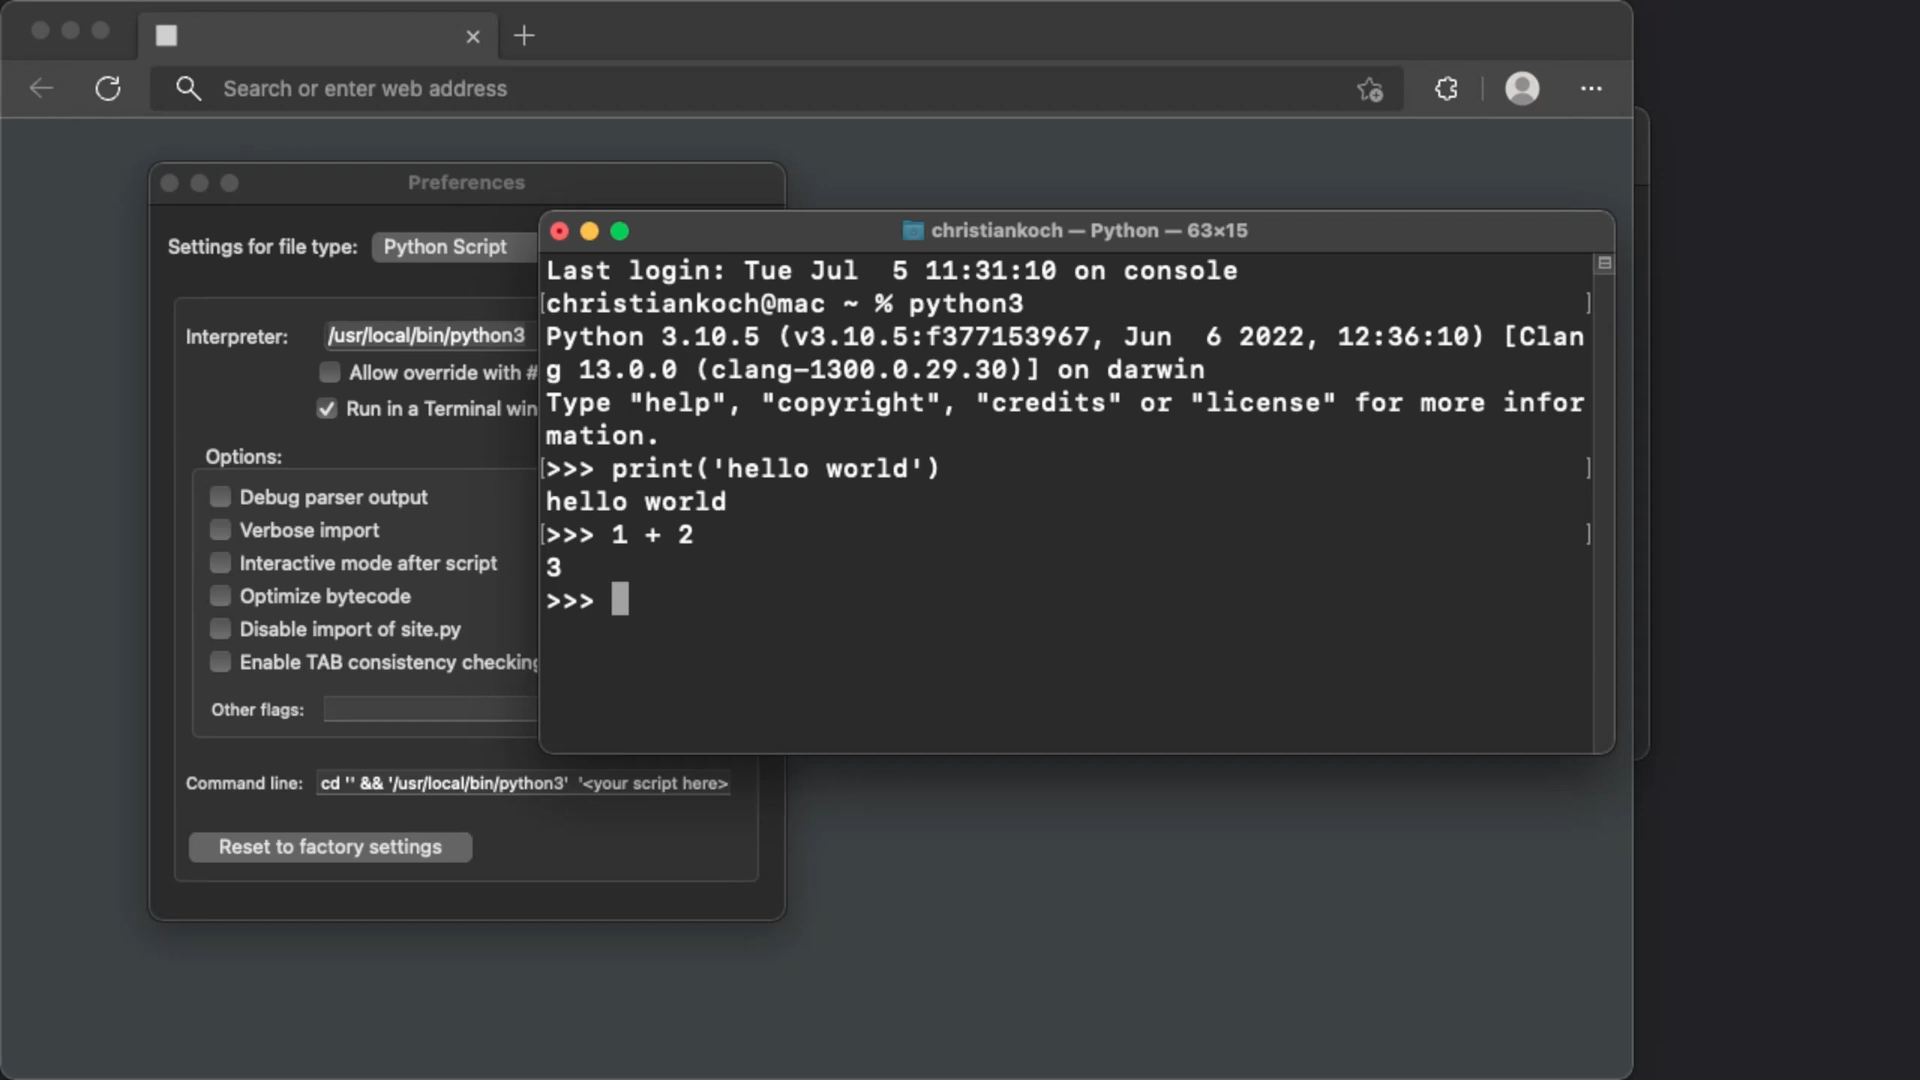 Search or enter web address
Preferences
Settings for file type: Python Script
Interpreter: /usr/local/bin/python3
Allow override with #
Run in a Terminal win
Options:
Debug parser output
Verbose import
Interactive mode after script
Optimize bytecode
Disable import of site.py
Enable TAB consistency checking
Other flags:
Command line: cd '' && '/usr/local/bin/python3' '<your script here>
Reset to factory settings
christiankoch — Python — 63×15
Last login: Tue Jul  5 11:31:10 on console
[christiankoch@mac ~ % python3 ]
Python 3.10.5 (v3.10.5:f377153967, Jun  6 2022, 12:36:10) [Clan
g 13.0.0 (clang-1300.0.29.30)] on darwin
Type "help", "copyright", "credits" or "license" for more infor
mation.
[>>> print('hello world') ]
hello world
[>>> 1 + 2 ]
3
>>>